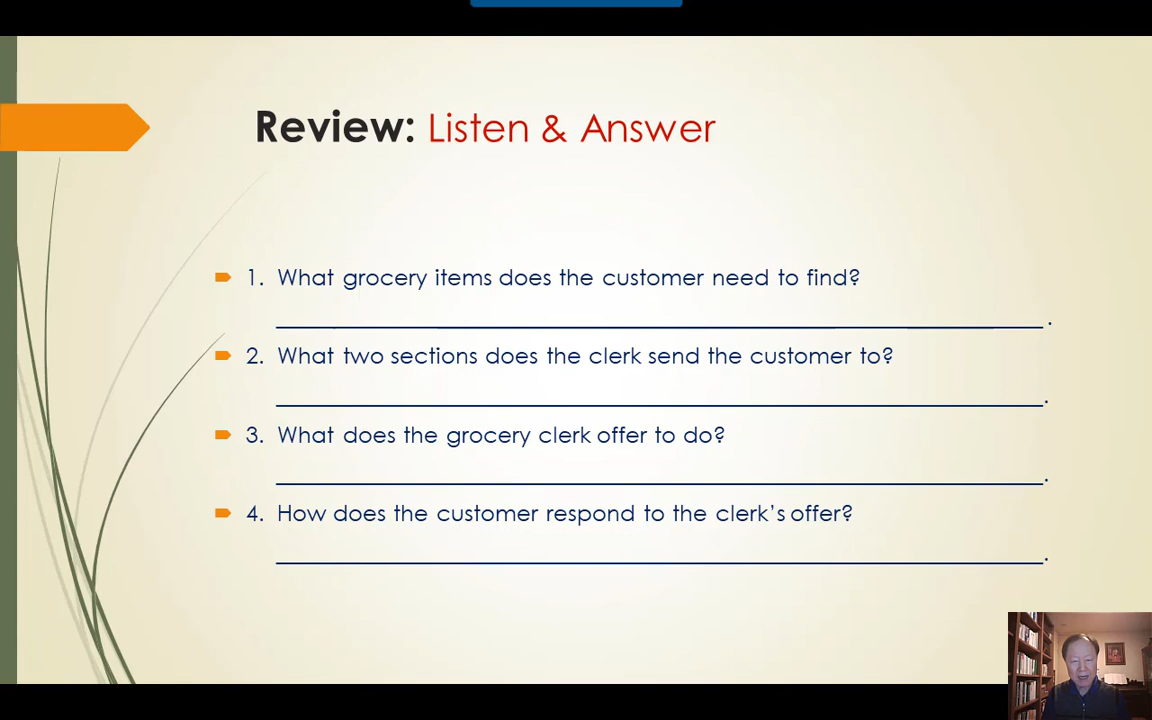 Review: Listen & Answer
1. What grocery items does the customer need to find?
.
2. What two sections does the clerk send the customer to?
.
3. What does the grocery clerk offer to do?
.
4. How does the customer respond to the clerk’s offer?
.